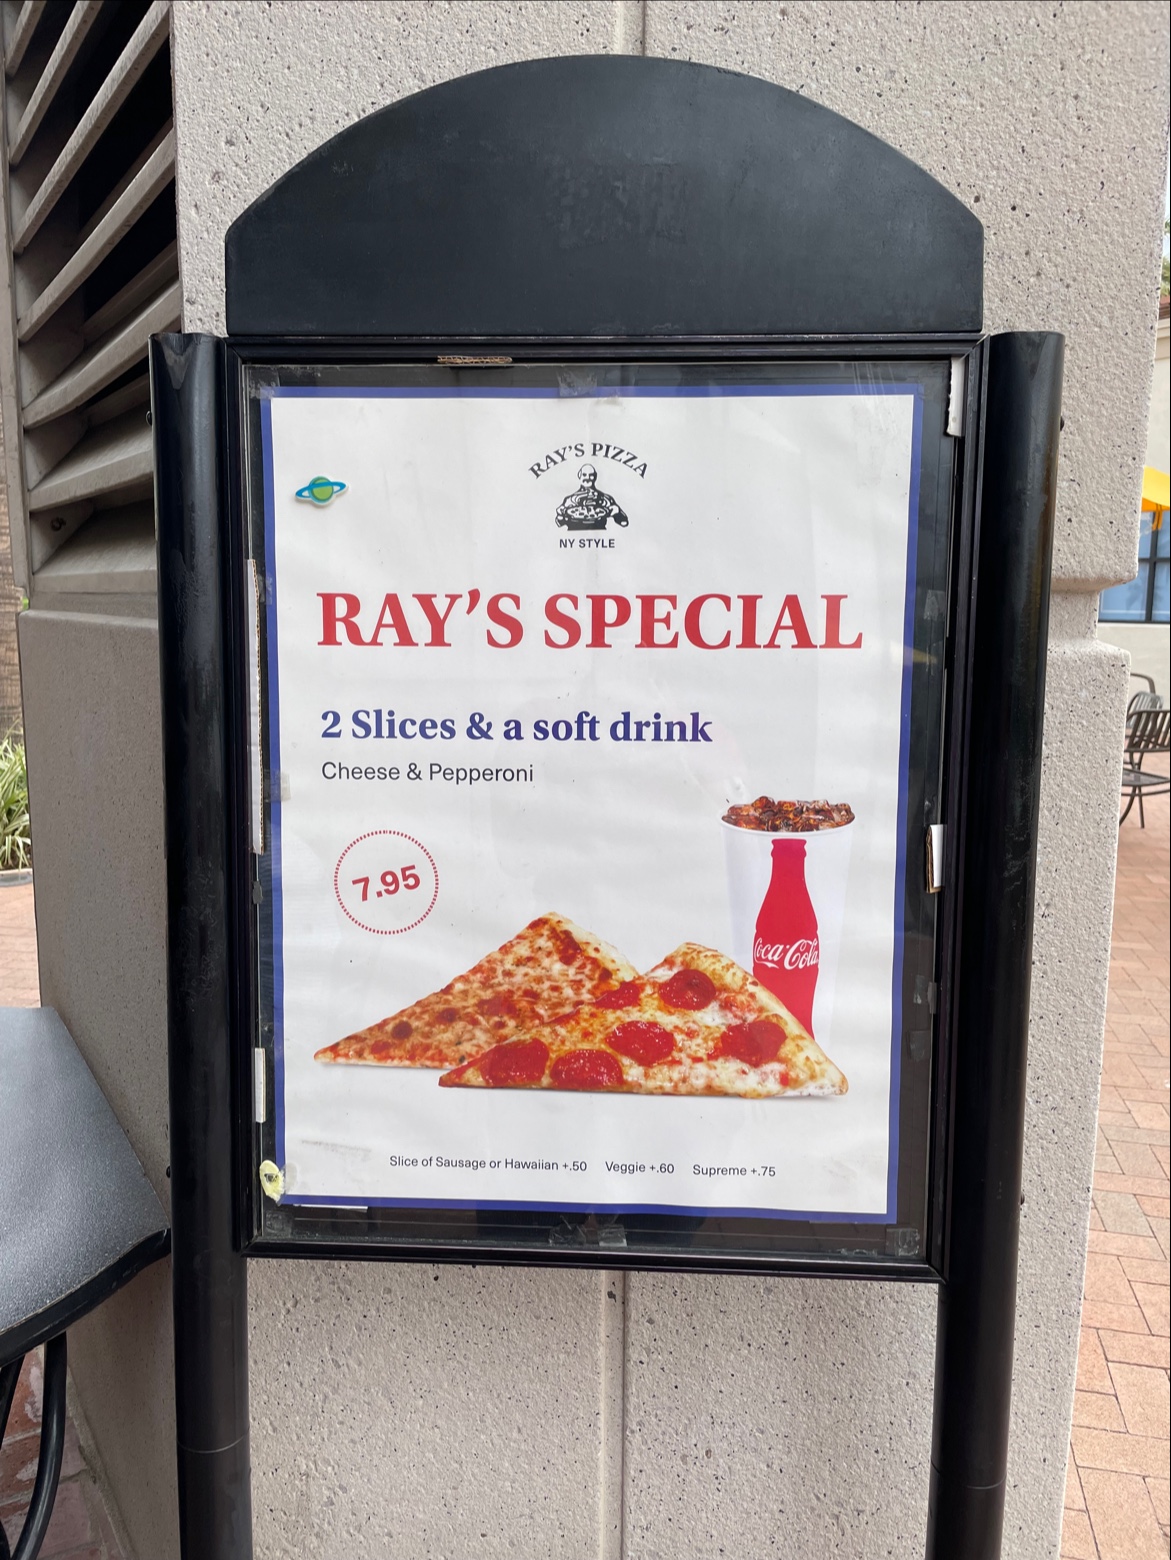 RAY'S PIZZA
NY STYLE
RAY'S SPECIAL
2 Slices & a soft drink
Cheese & Pepperoni
7.95
Coca-Cola
Slice of Sausage or Hawaiian +.50 Veggie +.60 Supreme +.75